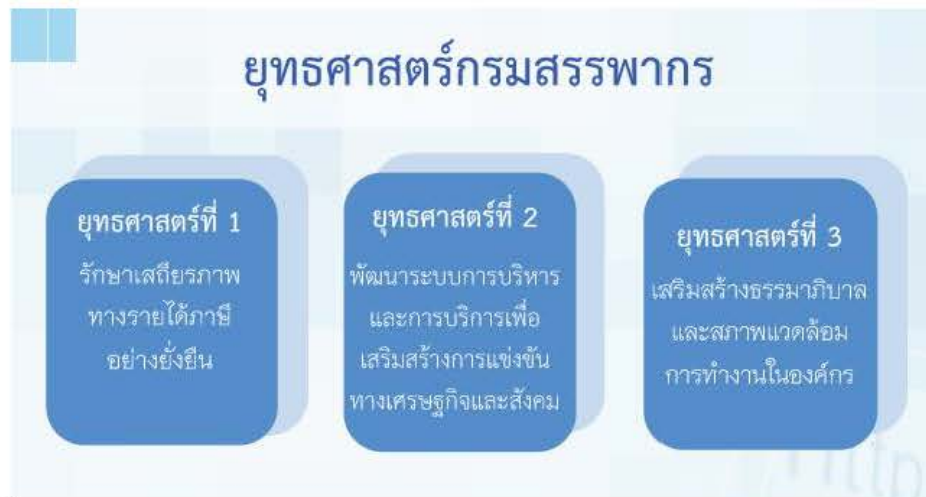 ยุทธศาสตร์กรมสรรพากร
ยุทธศาสตร์ที่ 1
รักษาเสถียรภาพ
ทางรายได้ภาษี
อย่างยั่งยืน
ยุทธศาสตร์ที่ 2
พัฒนาระบบการบริหาร
และการบริการเพื่อ
เสริมสร้างการแข่งขัน
ทางเศรษฐกิจและสังคม
ยุทธศาสตร์ที่ 3
เสริมสร้างธรรมาภิบาล
และสภาพแวดล้อม
การทำงานในองค์กร
http